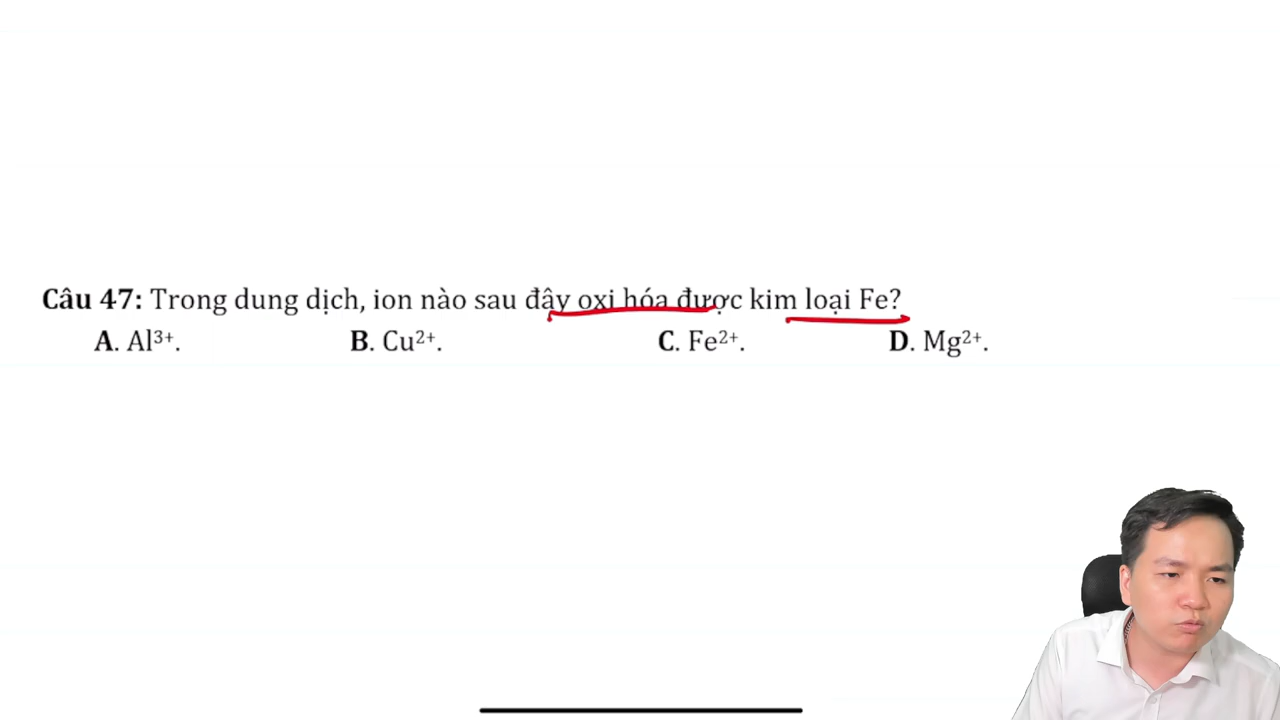 Câu 47: Trong dung dịch, ion nào sau đây oxi hóa được kim loại Fe?
A. Al³⁺. B. Cu²⁺. C. Fe²⁺. D. Mg²⁺.